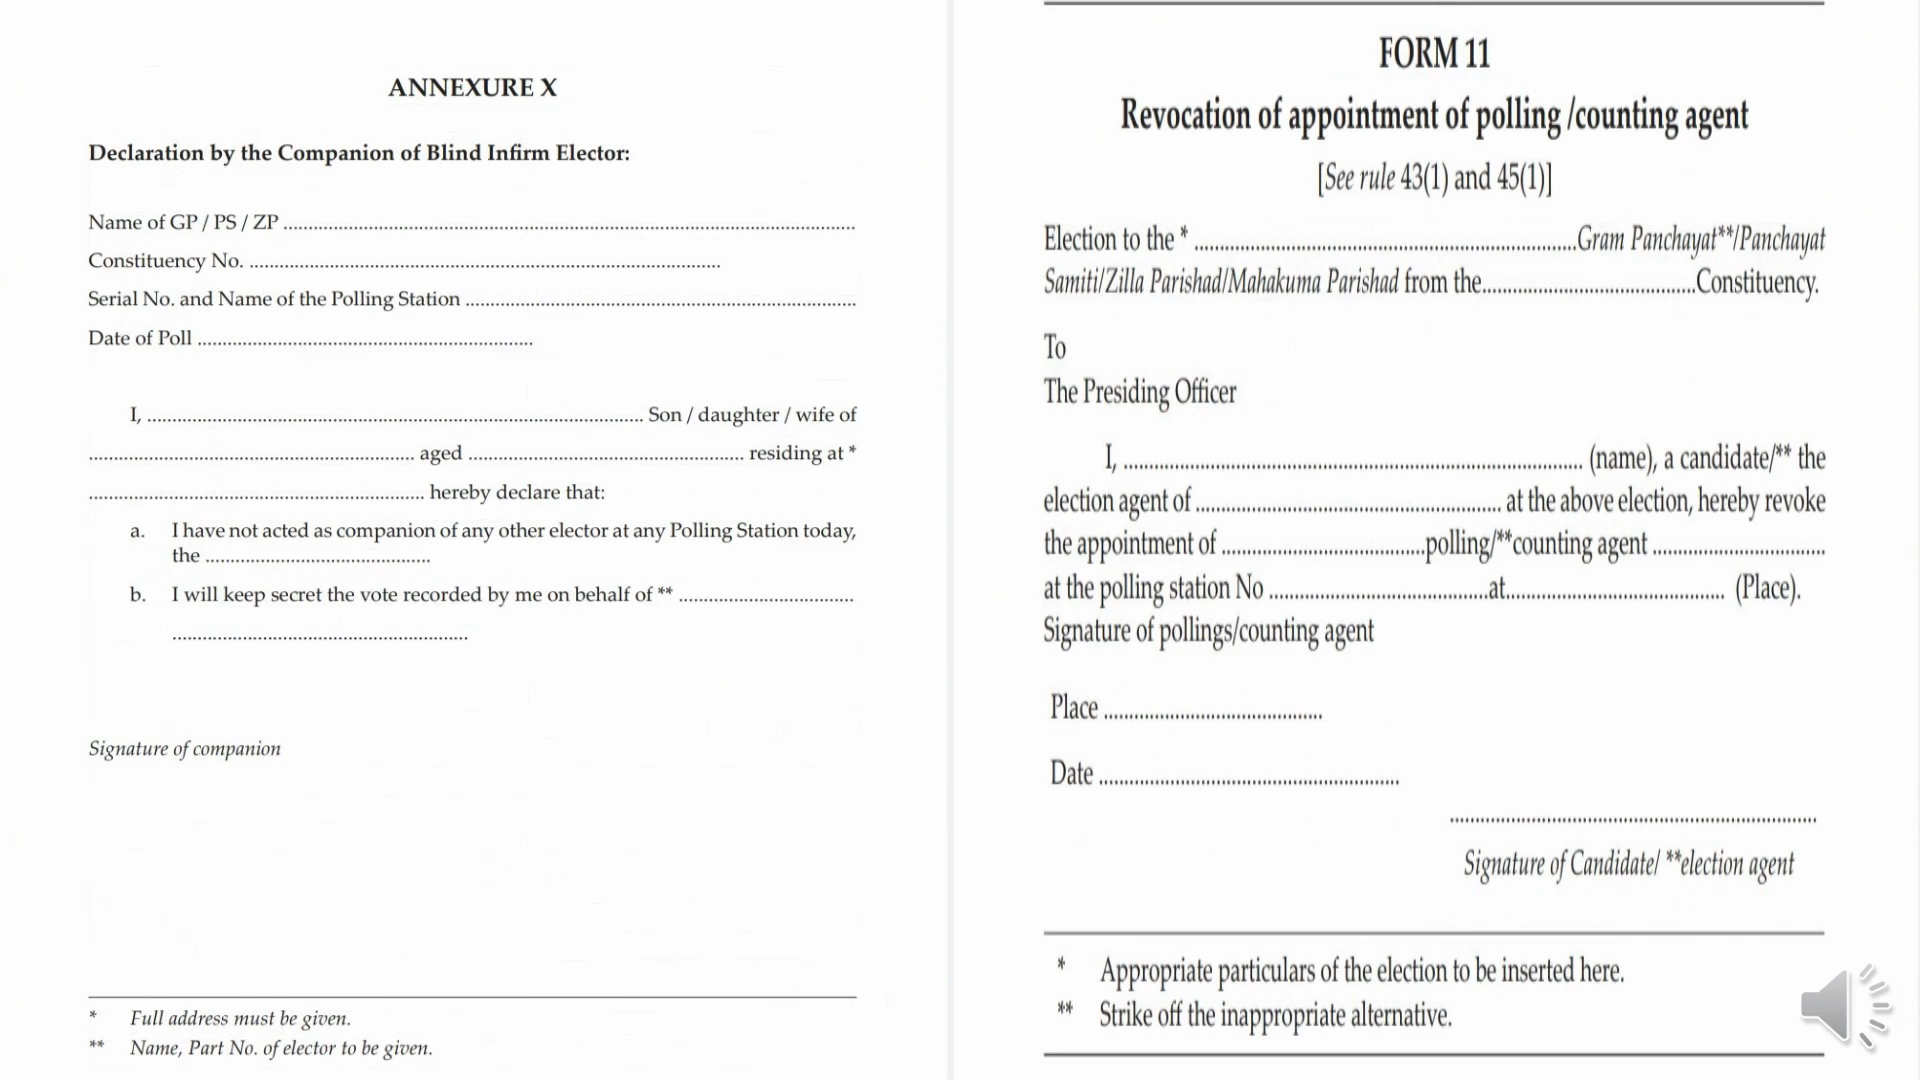 ANNEXURE X
Declaration by the Companion of Blind Infirm Elector:
Name of GP / PS / ZP ..................................................................................................................
Constituency No. ..............................................................................................
Serial No. and Name of the Polling Station ..............................................................................
Date of Poll ...................................................................
I, ................................................................................................... Son / daughter / wife of
................................................................. aged ....................................................... residing at *
................................................................... hereby declare that:
a. I have not acted as companion of any other elector at any Polling Station today,
the .............................................
b. I will keep secret the vote recorded by me on behalf of ** ...................................
...........................................................
Signature of companion
* Full address must be given.
** Name, Part No. of elector to be given.
FORM 11
Revocation of appointment of polling /counting agent
[See rule 43(1) and 45(1)]
Election to the * ............................................................................Gram Panchayat**/Panchayat
Samiti/Zilla Parishad/Mahakuma Parishad from the..........................................Constituency.
To
The Presiding Officer
I, ........................................................................................... (name), a candidate/** the
election agent of ............................................................. at the above election, hereby revoke
the appointment of ........................................polling/**counting agent ..................................
at the polling station No ...........................................at........................................... (Place).
Signature of pollings/counting agent
Place ...........................................
Date ...........................................................
.........................................................................
Signature of Candidate/ **election agent
* Appropriate particulars of the election to be inserted here.
** Strike off the inappropriate alternative.